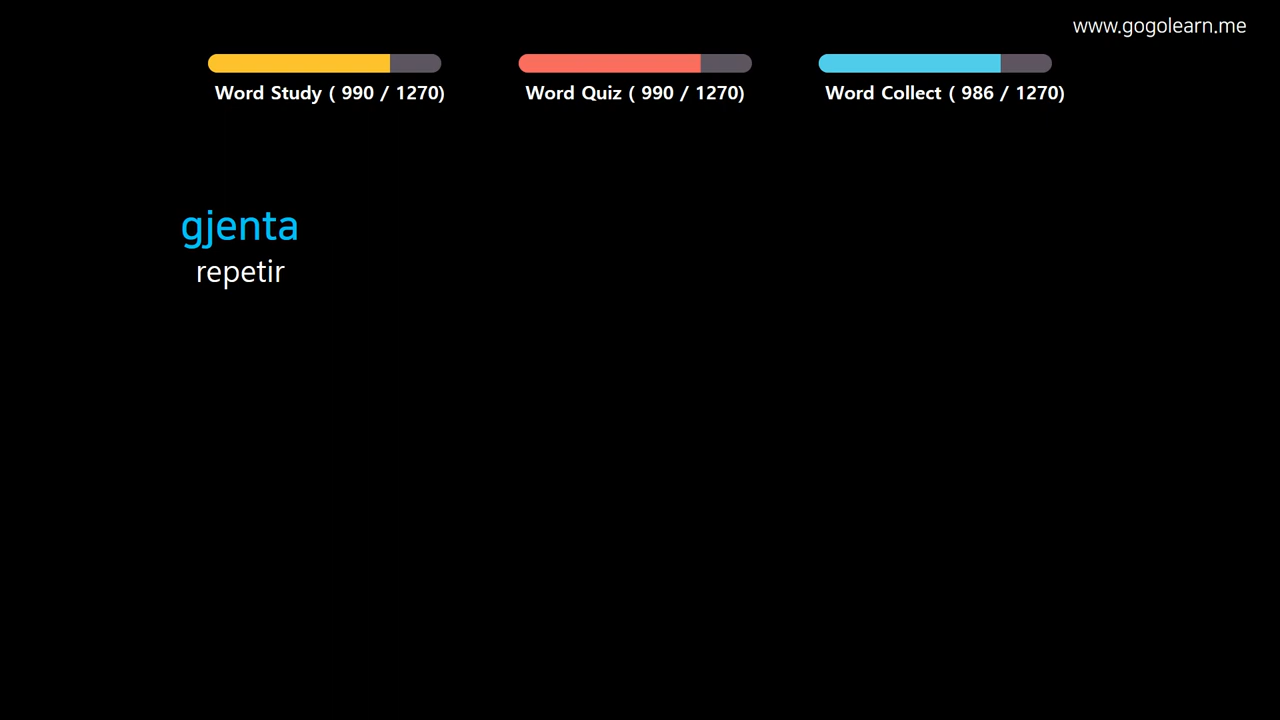 www.gogolearn.me
Word Study ( 990 / 1270)
Word Quiz ( 990 / 1270)
Word Collect ( 986 / 1270)
gjenta
repetir